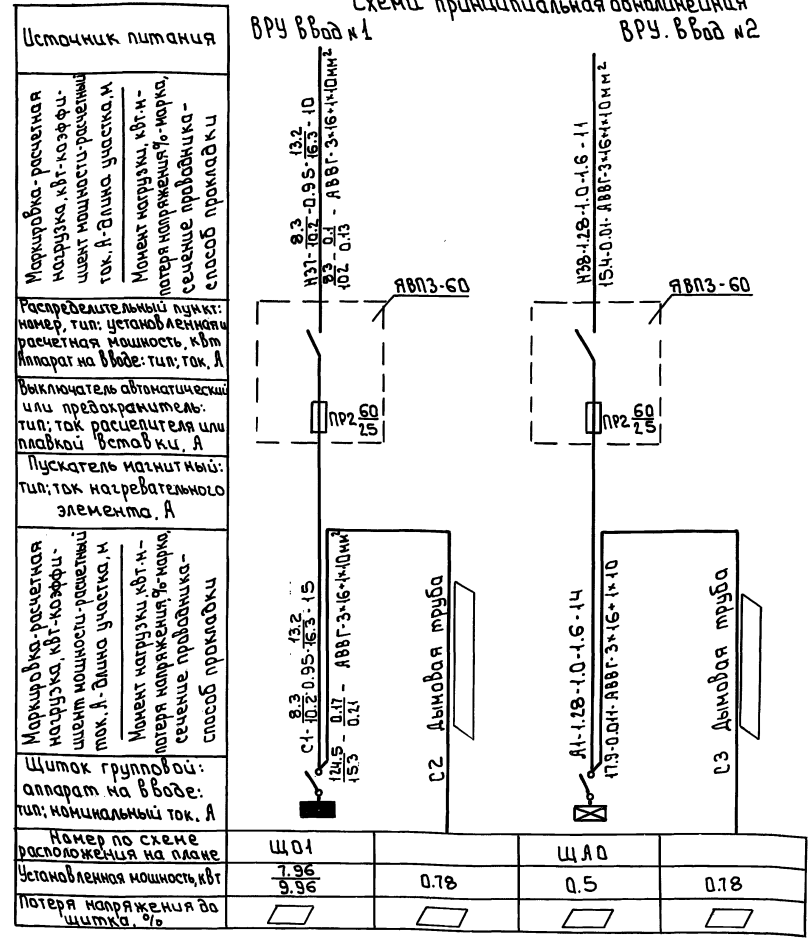 Схема принципиальная однолинейная
ВРУ Ввод №1
ВРУ. Ввод №2
Источник питания
Маркировка-расчетная
нагрузка, квт-коэффи-
циент мощности-расчетный
ток. А-длина участка, м
Момент нагрузки, квт.м-
потеря напряжения%-марка,
сечение проводника-
способ прокладки
Н37- 8.3/10.2 -0.95- 13.2/16.3 -10
83/102 - 0.1/0.13 - АВВГ-3×16+1×10мм²
Н38-1.28-1.0-1.6-11
15.4-0.01-АВВГ-3×16+1×10мм²
ЯВП3-60
ЯВП3-60
Распределительный пункт:
номер, тип: установленная и
расчетная мощность, квт
Аппарат на вводе: тип; ток, А
Выключатель автоматический
или предохранитель:
тип; ток расцепителя или
плавкой вставки, А
ПР2 60/25
ПР2 60/25
Пускатель магнитный:
тип; ток нагревательного
элемента, А
Маркировка-расчетная
нагрузка, квт-коэффи-
циент мощности-расчетный
ток. А-длина участка, м
Момент нагрузки, квт.м-
потеря напряжения, %-марка,
сечение проводника-
способ прокладки
С1- 8.3/10.2 -0.95- 13.2/16.3 -15
124.5/15.3 - 0.17/0.21 - АВВГ-3×16+1×10мм²
С2 Дымовая труба
А1-1.28-1.0-1.6-14
17.9-0.011-АВВГ-3×16+1×10
С3 Дымовая труба
Щиток групповой:
аппарат на вводе:
тип; номинальный ток. А
Номер по схеме
расположения на плане
ЩО1
ЩАО
Установленная мощность, квт
7.96/9.96
0.78
0.5
0.78
Потеря напряжения до
щитка, %